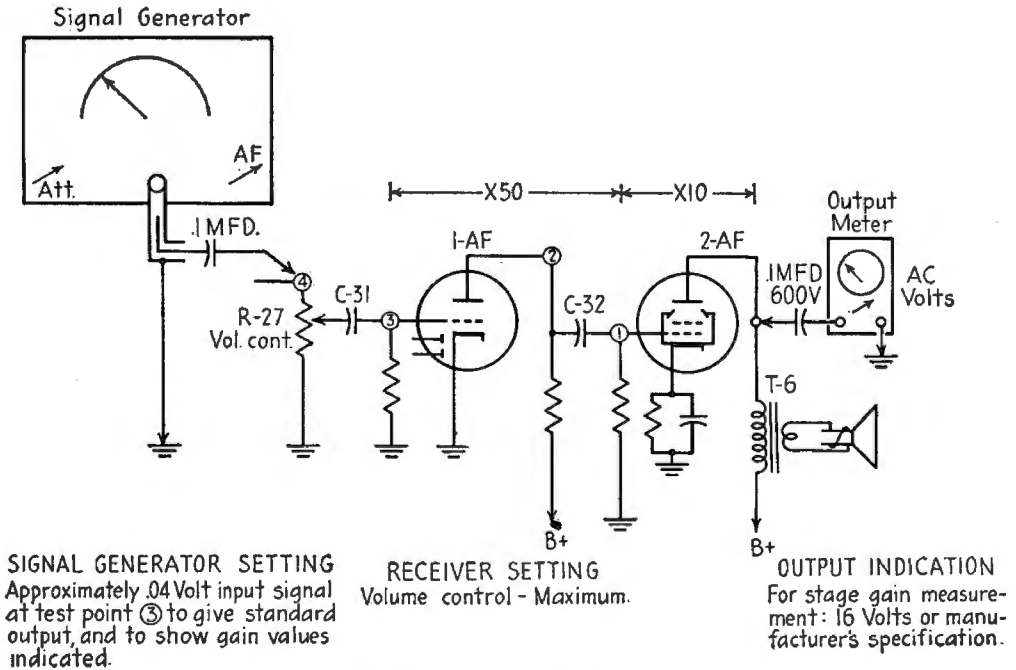 Signal Generator
AF
Att.
.1MFD.
X50
X10
1-AF
2-AF
Output
Meter
.1MFD
600V
AC
Volts
4
C-31
3
2
C-32
1
R-27
Vol. cont.
T-6
B+
B+
SIGNAL GENERATOR SETTING
Approximately .04 Volt input signal
at test point ③ to give standard
output, and to show gain values
indicated.
RECEIVER SETTING
Volume control - Maximum.
OUTPUT INDICATION
For stage gain measure-
ment: 16 Volts or manu-
facturer's specification.